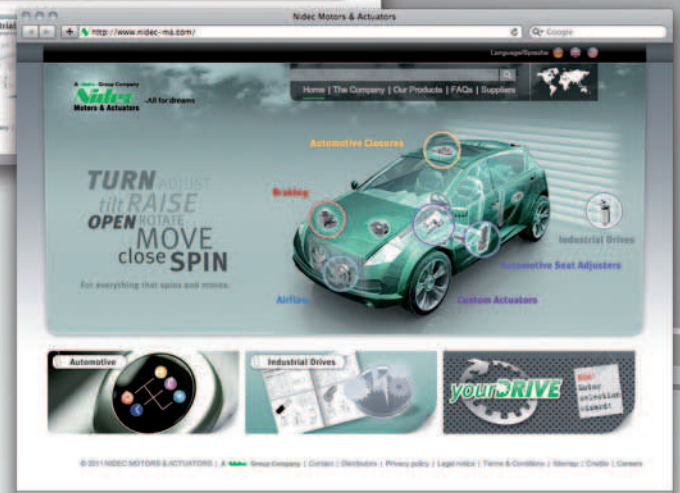 Nidec Motors & Actuators
http://www.nidec-ma.com/
Google
Language/Sprache
A Nidec Group Company
Nidec
Motors & Actuators
-All for dreams
Home | The Company | Our Products | FAQs | Suppliers
Automotive Closures
TURN ADJUST
tilt RAISE
OPEN ROTATE
MOVE
close SPIN
For everything that spins and moves.
Braking
Industrial Drives
Automotive Seat Adjusters
Airflow
Custom Actuators
Automotive
Industrial Drives
yourDRIVE
selection
wizard!
© 2011 NIDEC MOTORS & ACTUATORS | A Nidec Group Company | Contact | Distributors | Privacy policy | Legal notice | Terms & Conditions | Sitemap | Credits | Careers